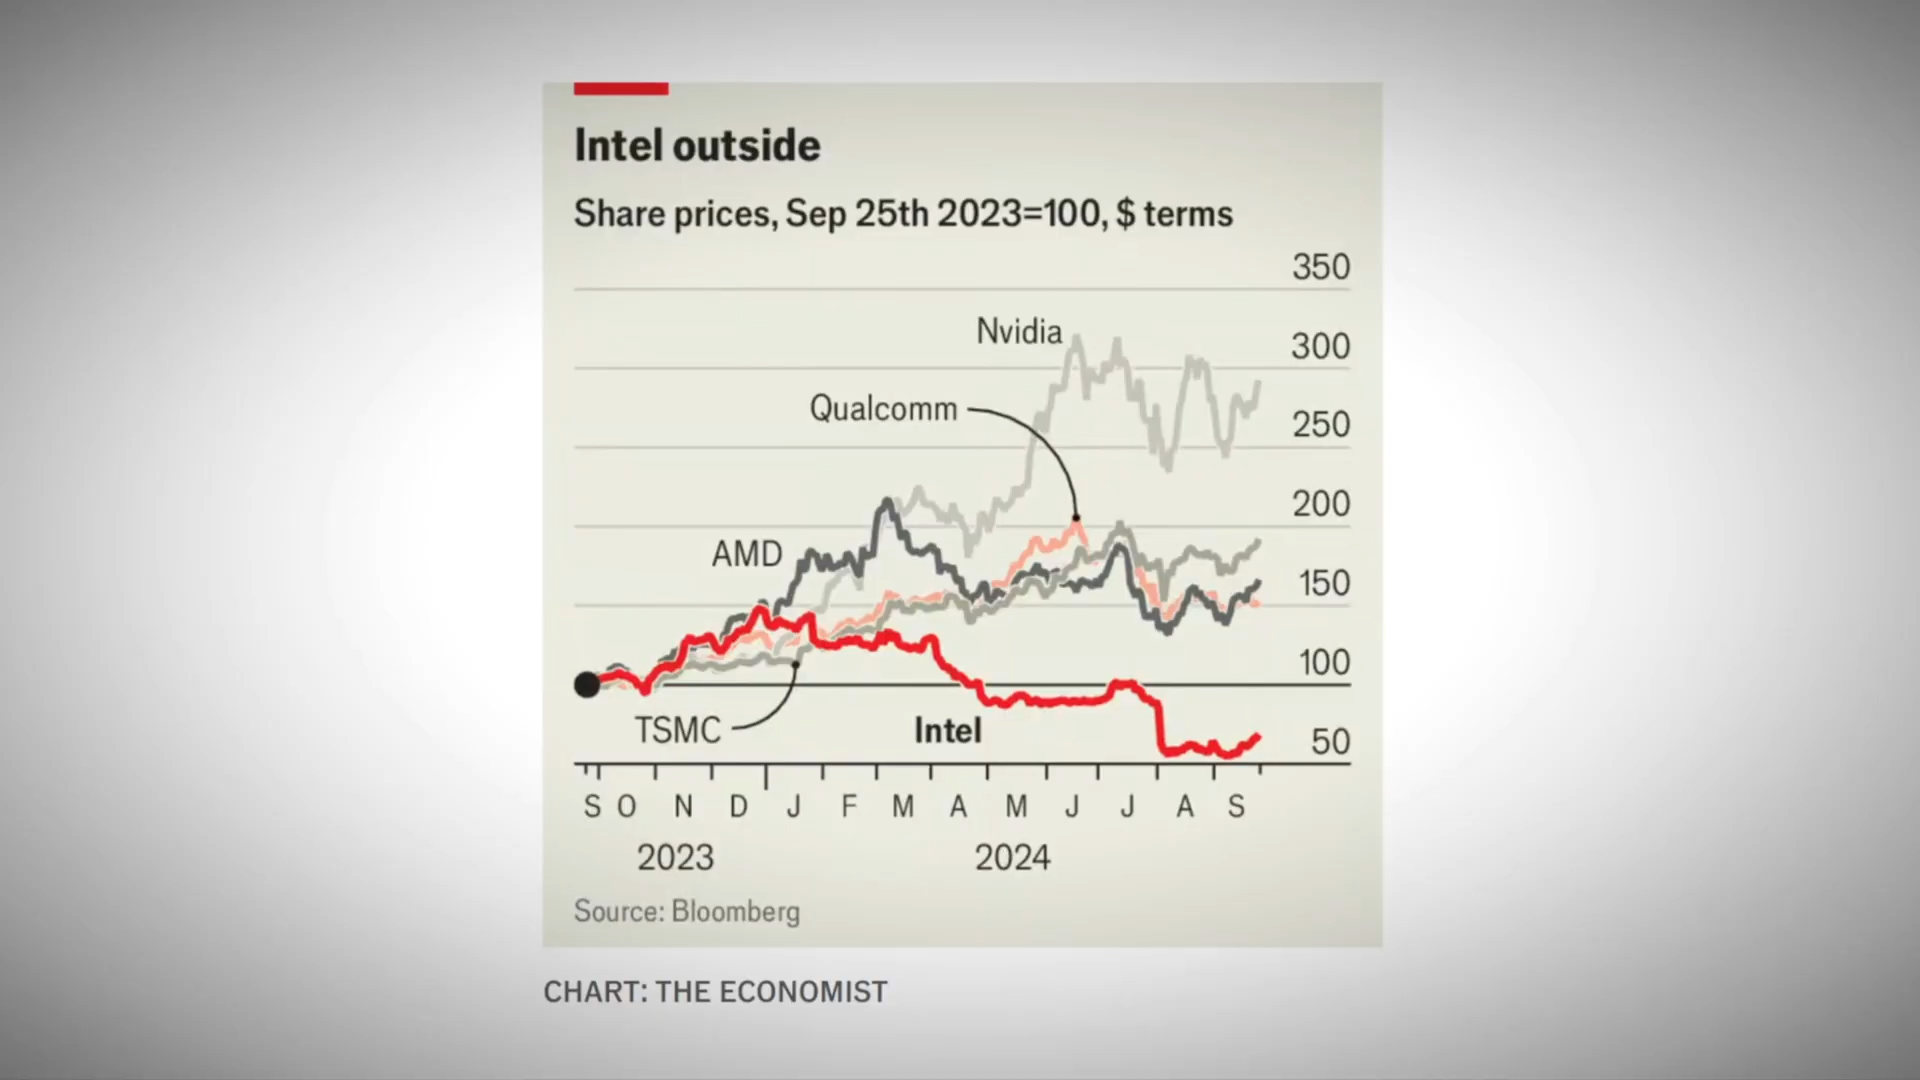 Intel outside
Share prices, Sep 25th 2023=100, $ terms
350
Nvidia
300
Qualcomm
250
200
AMD
150
100
TSMC
Intel
50
S O N D J F M A M J J A S
2023 2024
Source: Bloomberg
CHART: THE ECONOMIST